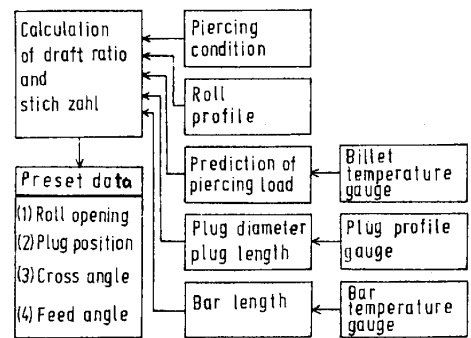 Calculation
of draft ratio
and
stich zahl
Piercing
condition
Roll
profile
Prediction of
piercing load
Billet
temperature
gauge
Plug diameter
plug length
Plug profile
gauge
Bar length
Bar
temperature
gauge
Preset data
(1) Roll opening
(2) Plug position
(3) Cross angle
(4) Feed angle